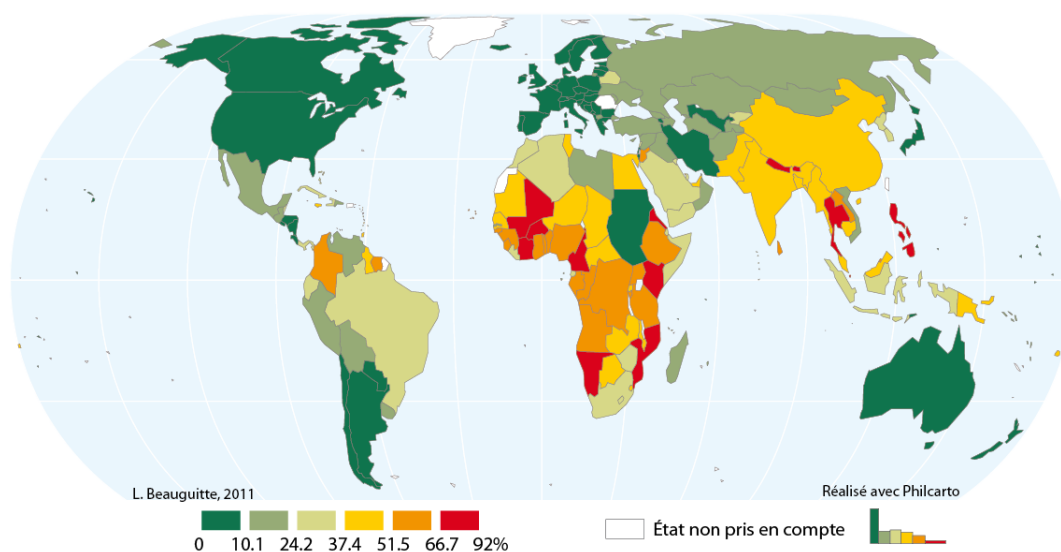 L. Beauguitte, 2011
Réalisé avec Philcarto
0 10.1 24.2 37.4 51.5 66.7 92%
État non pris en compte